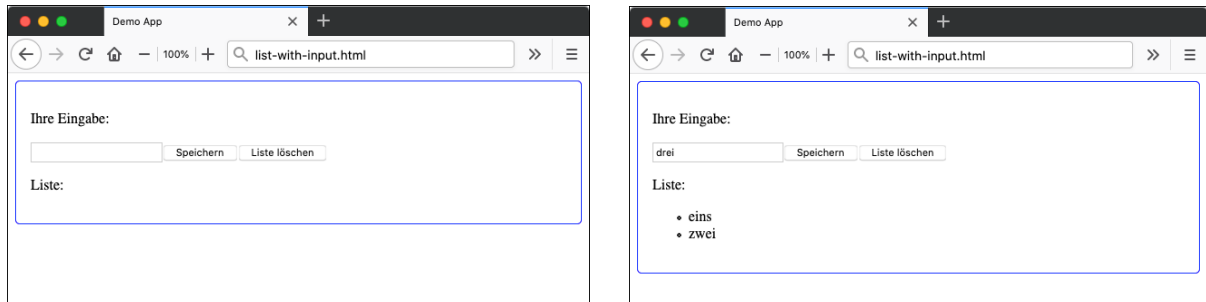 Demo App
100%
list-with-input.html
Ihre Eingabe:
Speichern
Liste löschen
Liste:
Demo App
100%
list-with-input.html
Ihre Eingabe:
drei
Speichern
Liste löschen
Liste:
eins
zwei